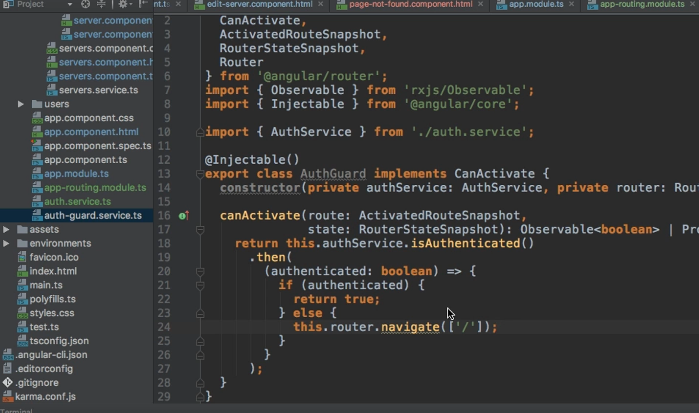 Project
n.t:
edit-server.component.html
page-not-found.component.html
app.module.ts
app-routing.module.ts
server.componen
server.componen
servers.component.c
servers.component.h
servers.component.t
servers.service.ts
users
app.component.css
app.component.html
app.component.spec.ts
app.component.ts
app.module.ts
app-routing.module.ts
auth.service.ts
auth-guard.service.ts
assets
environments
favicon.ico
index.html
main.ts
polyfills.ts
styles.css
test.ts
tsconfig.json
.angular-cli.json
.editorconfig
.gitignore
karma.conf.js
Terminal
2 CanActivate,
3 ActivatedRouteSnapshot,
4 RouterStateSnapshot,
5 Router
6 } from '@angular/router';
7 import { Observable } from 'rxjs/Observable';
8 import { Injectable } from '@angular/core';
9
10 import { AuthService } from './auth.service';
11
12 @Injectable()
13 export class AuthGuard implements CanActivate {
14 constructor(private authService: AuthService, private router: Rou
15
16 canActivate(route: ActivatedRouteSnapshot,
17 state: RouterStateSnapshot): Observable<boolean> | Pro
18 return this.authService.isAuthenticated()
19 .then(
20 (authenticated: boolean) => {
21 if (authenticated) {
22 return true;
23 } else {
24 this.router.navigate(['/']);
25 }
26 }
27 );
28 }
29 }